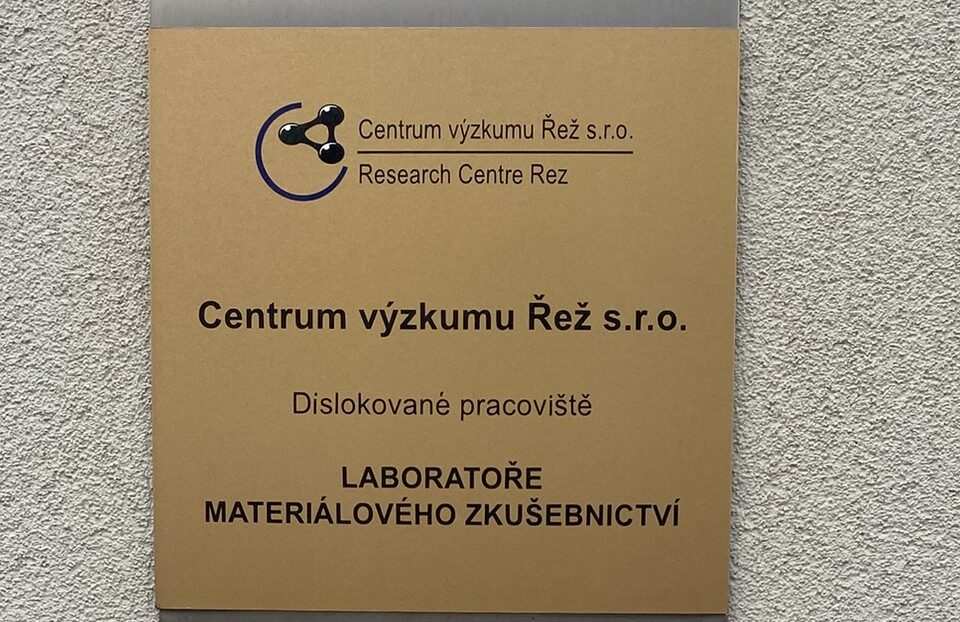 Centrum výzkumu Řež s.r.o.
Research Centre Rez
Centrum výzkumu Řež s.r.o.
Dislokované pracoviště
LABORATOŘE
MATERIÁLOVÉHO ZKUŠEBNICTVÍ